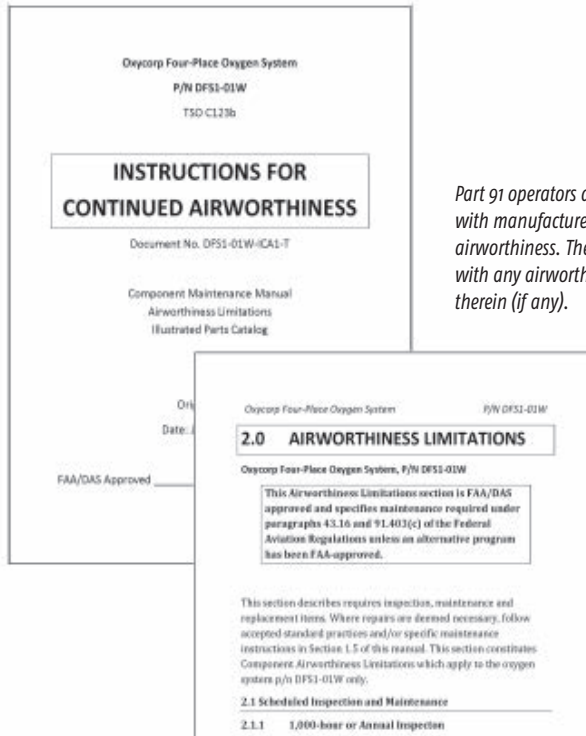 Oxycorp Four-Place Oxygen System
P/N DFS1-01W
TSO C123b
INSTRUCTIONS FOR
CONTINUED AIRWORTHINESS
Document No. DFS1-01W-ICA1-T
Component Maintenance Manual
Airworthiness Limitations
Illustrated Parts Catalog
Date:
FAA/DAS Approved
Part 91 operators
with
airworthiness.
with any
therein (if any).
Oxycorp Four-Place Oxygen System P/N DFS1-01W
2.0 AIRWORTHINESS LIMITATIONS
Oxycorp Four-Place Oxygen System, P/N DFS1-01W
This Airworthiness Limitations section is FAA/DAS
approved and specifies maintenance required under
paragraphs 43.16 and 91.403(c) of the Federal
Aviation Regulations unless an alternative program
has been FAA-approved.
This section describes requires inspection, maintenance and
replacement items. Where repairs are deemed necessary, follow
accepted standard practices and/or specific maintenance
instructions in Section 1.5 of this manual. This section constitutes
Component Airworthiness Limitations which apply to the oxygen
system p/n DFS1-01W only.
2.1 Scheduled Inspection and Maintenance
2.1.1 1,000-hour or Annual Inspecton